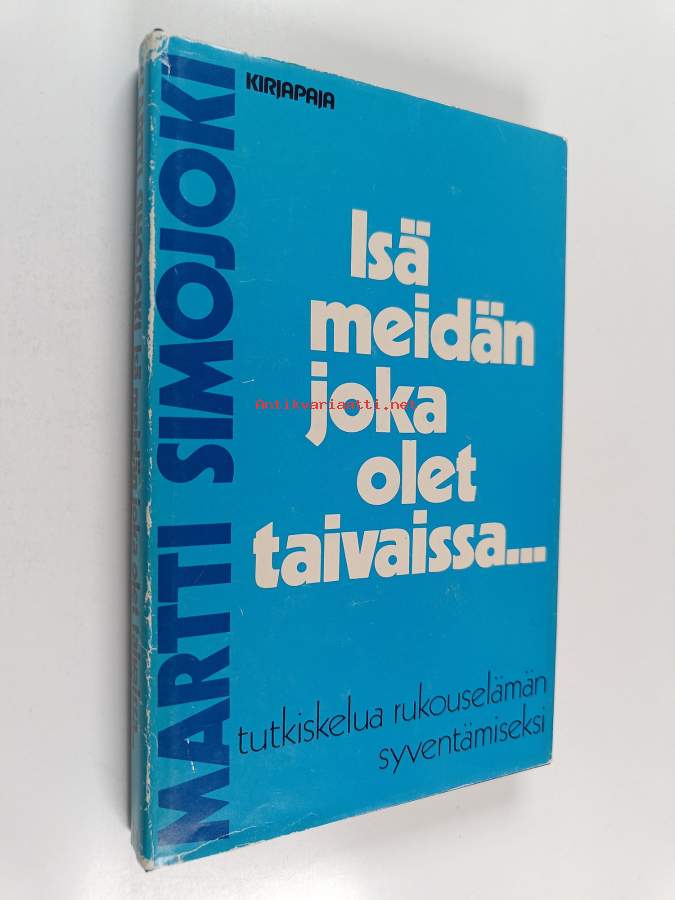 KIRJAPAJA
MARTTI SIMOJOKI
Isä
meidän
joka
olet
taivaissa...
Antikvariaatti.net
tutkiskelua rukouselämän
syventämiseksi